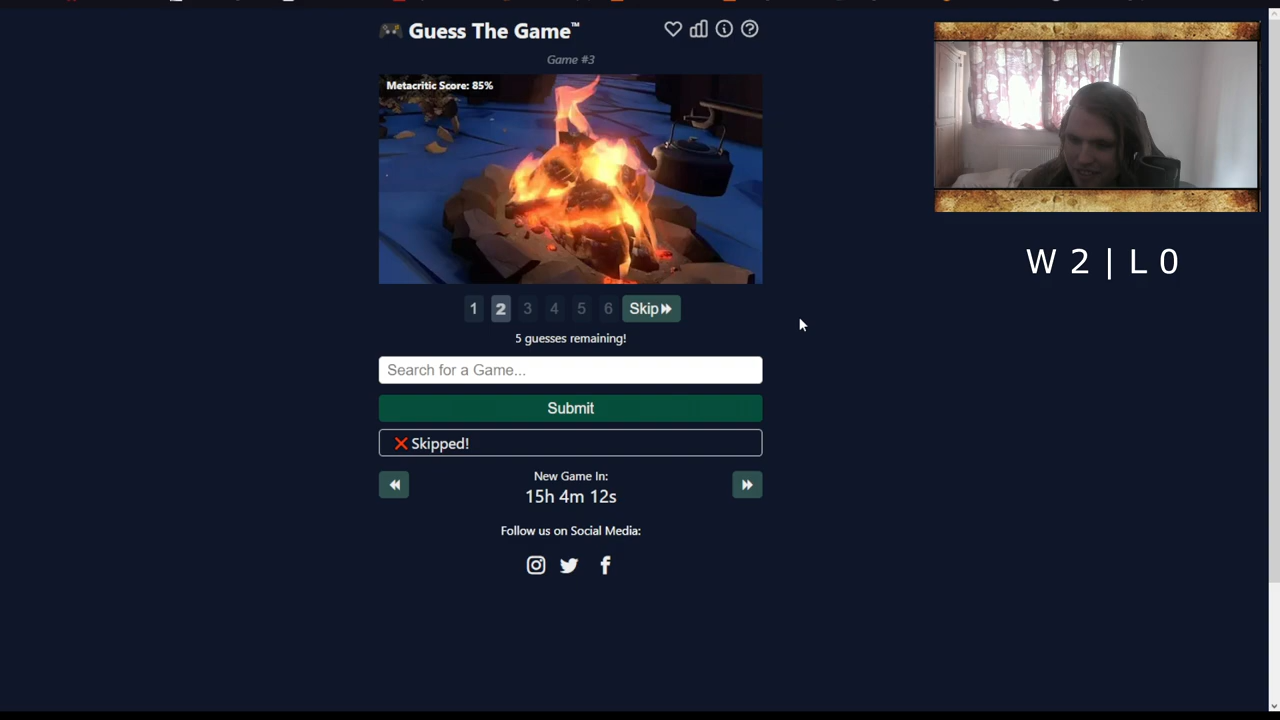 Guess The Game™
Game #3
Metacritic Score: 85%
1 2 3 4 5 6 Skip
5 guesses remaining!
Search for a Game...
Submit
❌ Skipped!
New Game In:
15h 4m 12s
Follow us on Social Media:
W 2 | L 0